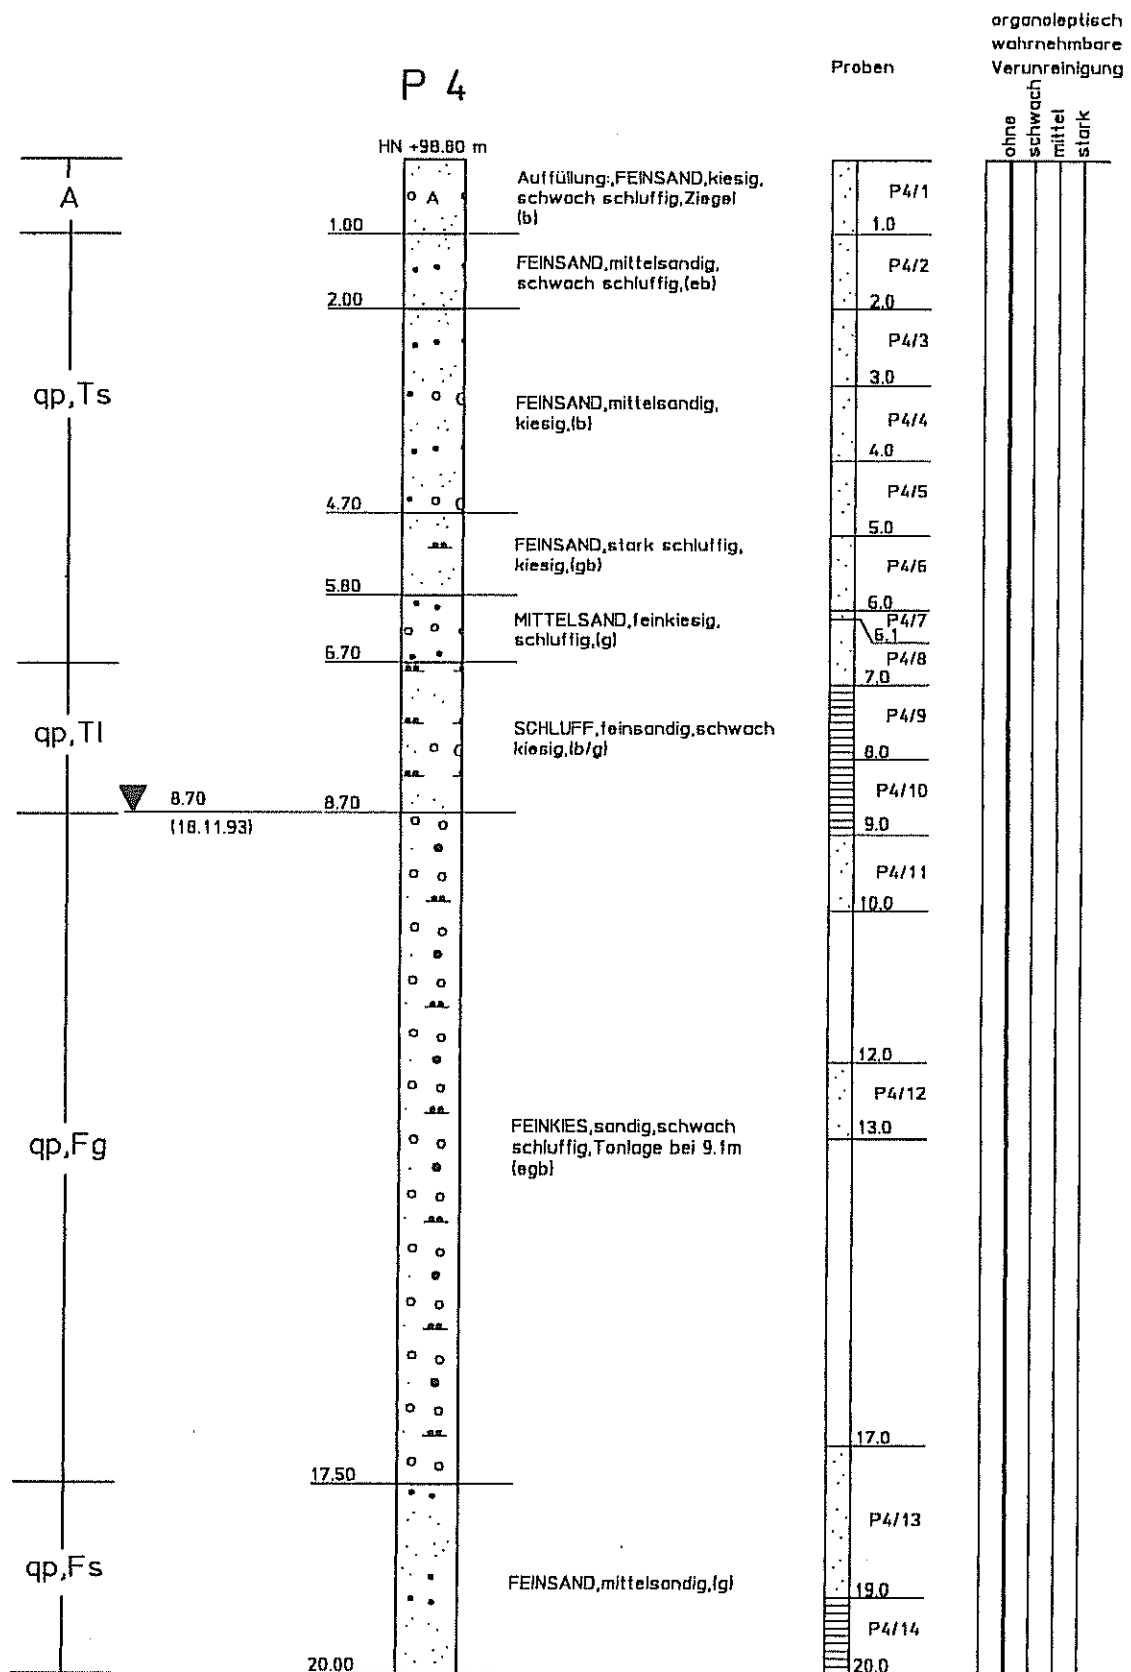 organoleptisch
wahrnehmbare
Verunreinigung
Proben
P 4
ohne
schwach
mittel
stark
HN +98.80 m
A
A
Auffüllung:,FEINSAND,kiesig,
schwach schluffig,Ziegel
(b)
1.00
P4/1
1.0
FEINSAND,mittelsandig,
schwach schluffig,(eb)
2.00
P4/2
2.0
qp,Ts
FEINSAND,mittelsandig,
kiesig,(b)
4.70
P4/3
3.0
P4/4
4.0
P4/5
5.0
FEINSAND,stark schluffig,
kiesig,(gb)
5.80
P4/6
6.0
MITTELSAND,feinkiesig,
schluffig,(g)
6.70
P4/7
6.1
P4/8
7.0
qp,Tl
SCHLUFF,feinsandig,schwach
kiesig,(b/g)
8.70
(18.11.93)
8.70
P4/9
8.0
P4/10
9.0
P4/11
10.0
12.0
P4/12
13.0
qp,Fg
FEINKIES,sandig,schwach
schluffig,Tonlage bei 9.1m
(egb)
17.50
17.0
P4/13
19.0
qp,Fs
FEINSAND,mittelsandig,(g)
P4/14
20.00
20.0